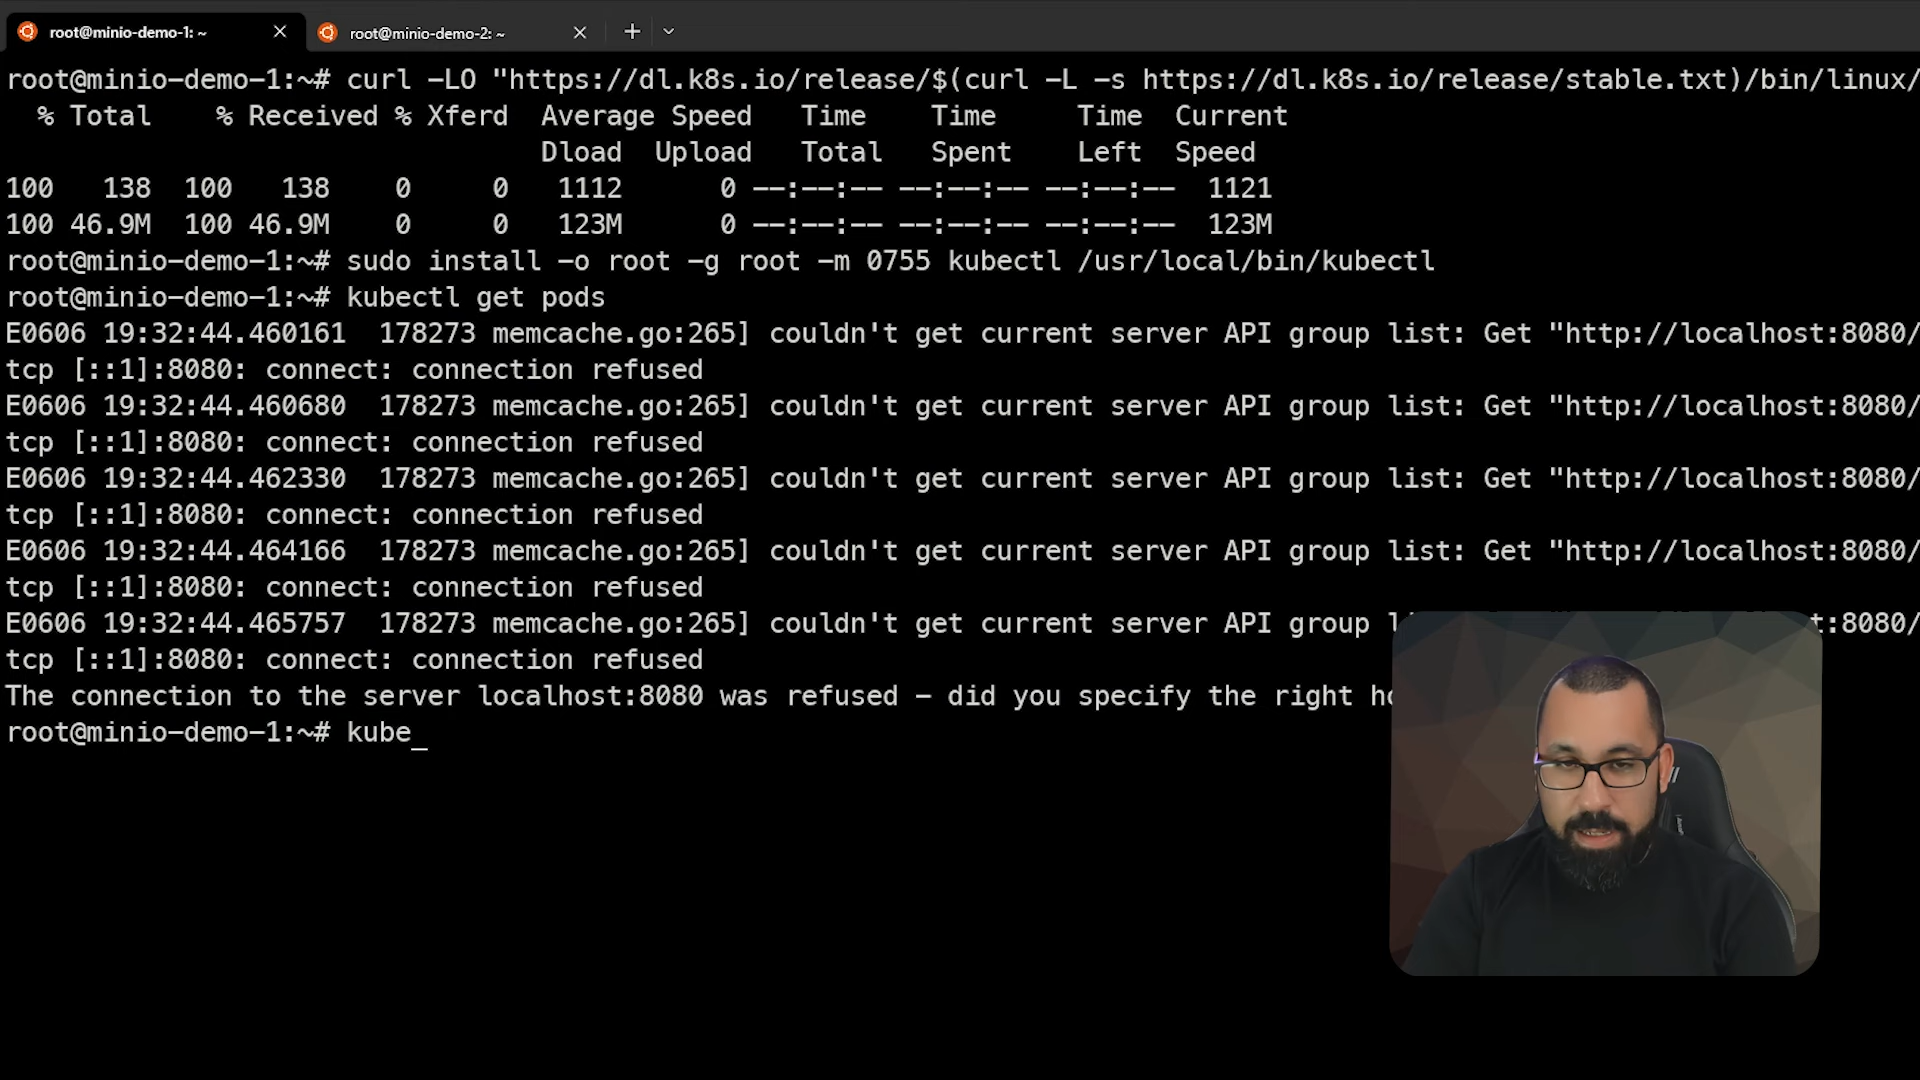 root@minio-demo-1: ~
root@minio-demo-2: ~
root@minio-demo-1:~# curl -LO "https://dl.k8s.io/release/$(curl -L -s https://dl.k8s.io/release/stable.txt)/bin/linux/
% Total % Received % Xferd Average Speed Time Time Time Current
Dload Upload Total Spent Left Speed
100 138 100 138 0 0 1112 0 --:--:-- --:--:-- --:--:-- 1121
100 46.9M 100 46.9M 0 0 123M 0 --:--:-- --:--:-- --:--:-- 123M
root@minio-demo-1:~# sudo install -o root -g root -m 0755 kubectl /usr/local/bin/kubectl
root@minio-demo-1:~# kubectl get pods
E0606 19:32:44.460161 178273 memcache.go:265] couldn't get current server API group list: Get "http://localhost:8080/
tcp [::1]:8080: connect: connection refused
E0606 19:32:44.460680 178273 memcache.go:265] couldn't get current server API group list: Get "http://localhost:8080/
tcp [::1]:8080: connect: connection refused
E0606 19:32:44.462330 178273 memcache.go:265] couldn't get current server API group list: Get "http://localhost:8080/
tcp [::1]:8080: connect: connection refused
E0606 19:32:44.464166 178273 memcache.go:265] couldn't get current server API group list: Get "http://localhost:8080/
tcp [::1]:8080: connect: connection refused
E0606 19:32:44.465757 178273 memcache.go:265] couldn't get current server API group t:8080/
tcp [::1]:8080: connect: connection refused
The connection to the server localhost:8080 was refused - did you specify the right
root@minio-demo-1:~# kube_